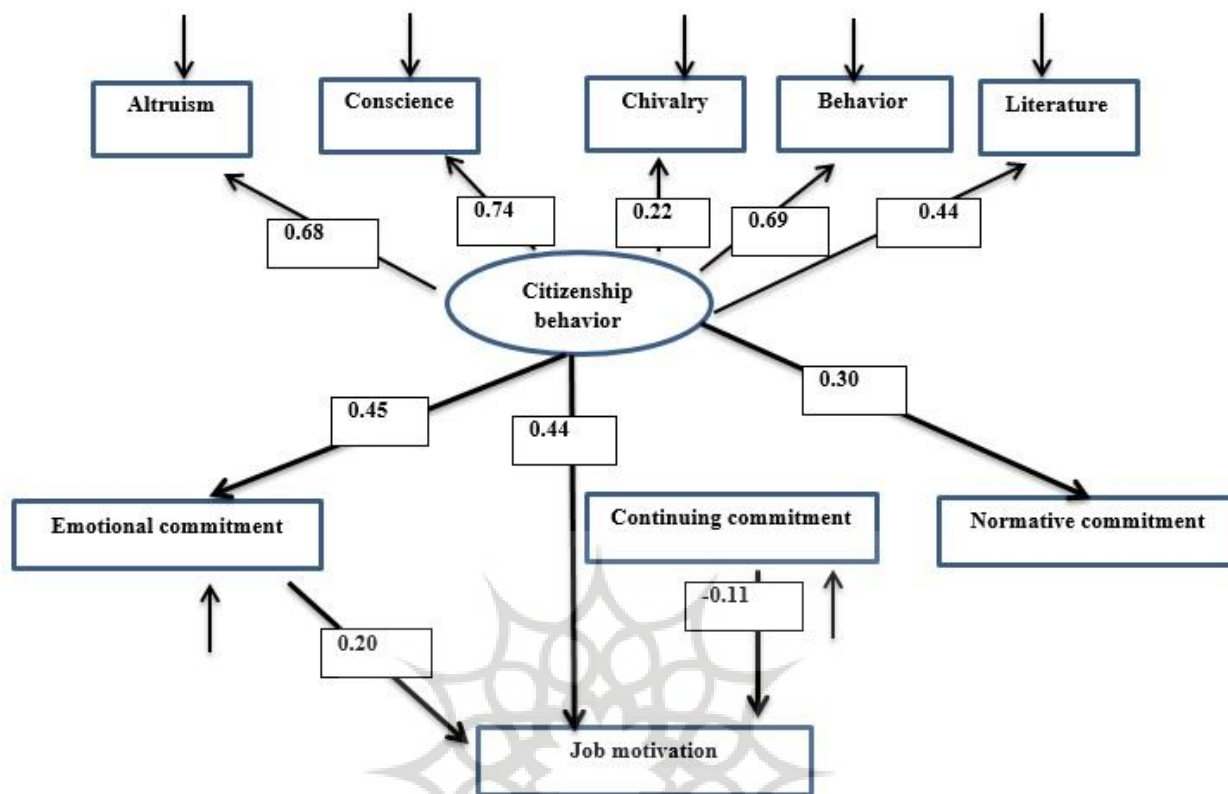 Altruism
Conscience
Chivalry
Behavior
Literature
0.68
0.74
0.22
0.69
0.44
Citizenship
behavior
0.45
0.44
0.30
Emotional commitment
Continuing commitment
Normative commitment
0.20
-0.11
Job motivation